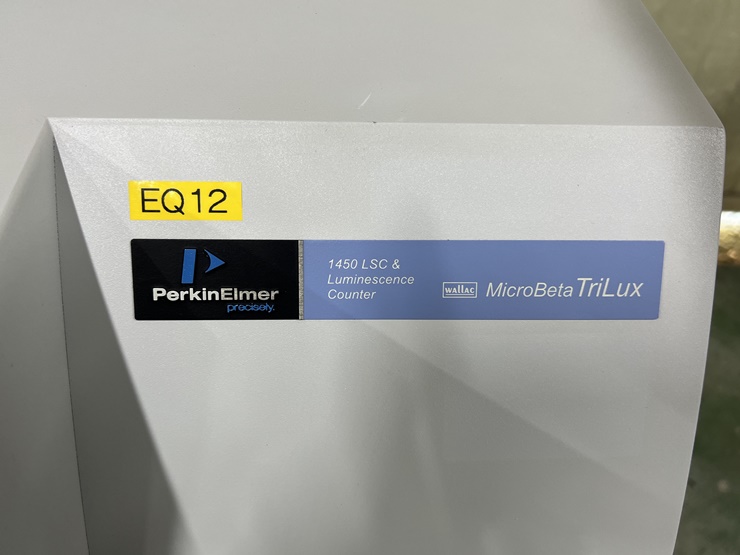 EQ12
PerkinElmer
precisely.
1450 LSC &
Luminescence
Counter
WALLAC MicroBeta TriLux